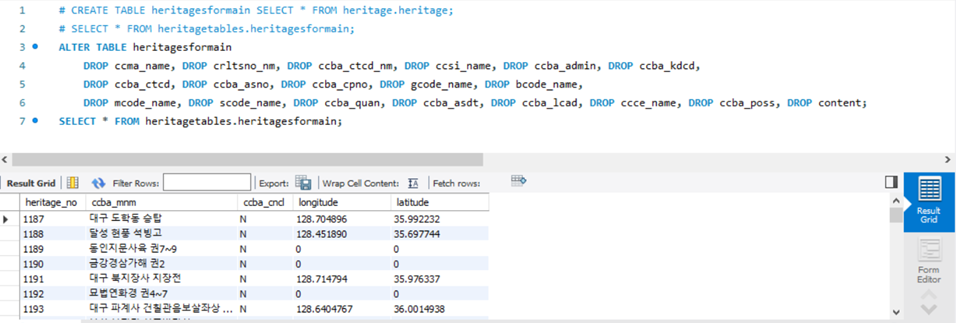 1 # CREATE TABLE heritagesformain SELECT * FROM heritage.heritage;
2 # SELECT * FROM heritagetables.heritagesformain;
3 ALTER TABLE heritagesformain
4 DROP ccma_name, DROP crltsno_nm, DROP ccba_ctcd_nm, DROP ccsi_name, DROP ccba_admin, DROP ccba_kdcd,
5 DROP ccba_ctcd, DROP ccba_asno, DROP ccba_cpno, DROP gcode_name, DROP bcode_name,
6 DROP mcode_name, DROP scode_name, DROP ccba_quan, DROP ccba_asdt, DROP ccba_lcad, DROP ccce_name, DROP ccba_poss, DROP content;
7 SELECT * FROM heritagetables.heritagesformain;
Result Grid Filter Rows: Export: Wrap Cell Content: IA Fetch rows:
heritage_no ccba_mnm ccba_cnd longitude latitude
1187 대구 도학동 승탑 N 128.704896 35.992232
1188 달성 현풍 석빙고 N 128.451890 35.697744
1189 동인지문사육 권7~9 N 0 0
1190 금강경삼가해 권2 N 0 0
1191 대구 북지장사 지장전 N 128.714794 35.976337
1192 묘법연화경 권4~7 N 0 0
1193 대구 파계사 건칠관음보살좌상 ... N 128.6404767 36.0014938
Result
Grid
Form
Editor